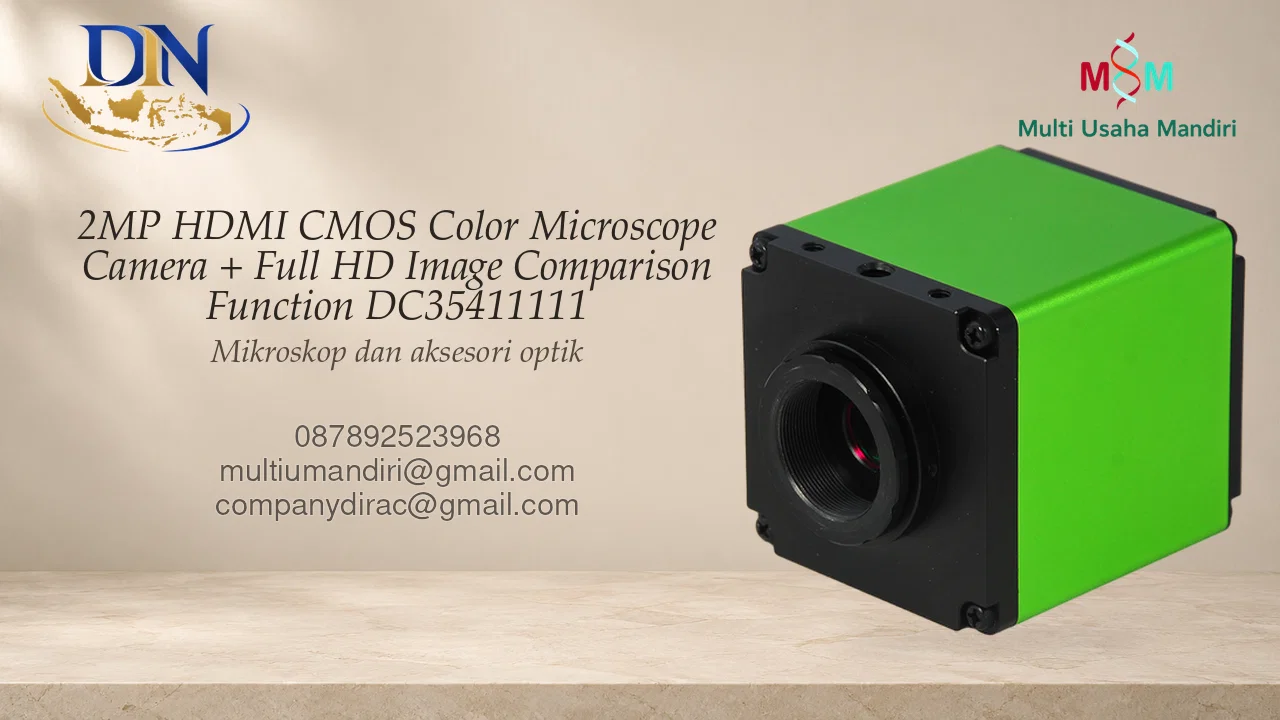 DIN
MSM
Multi Usaha Mandiri
2MP HDMI CMOS Color Microscope
Camera + Full HD Image Comparison
Function DC35411111
Mikroskop dan aksesori optik
087892523968
multiumandiri@gmail.com
companydirac@gmail.com